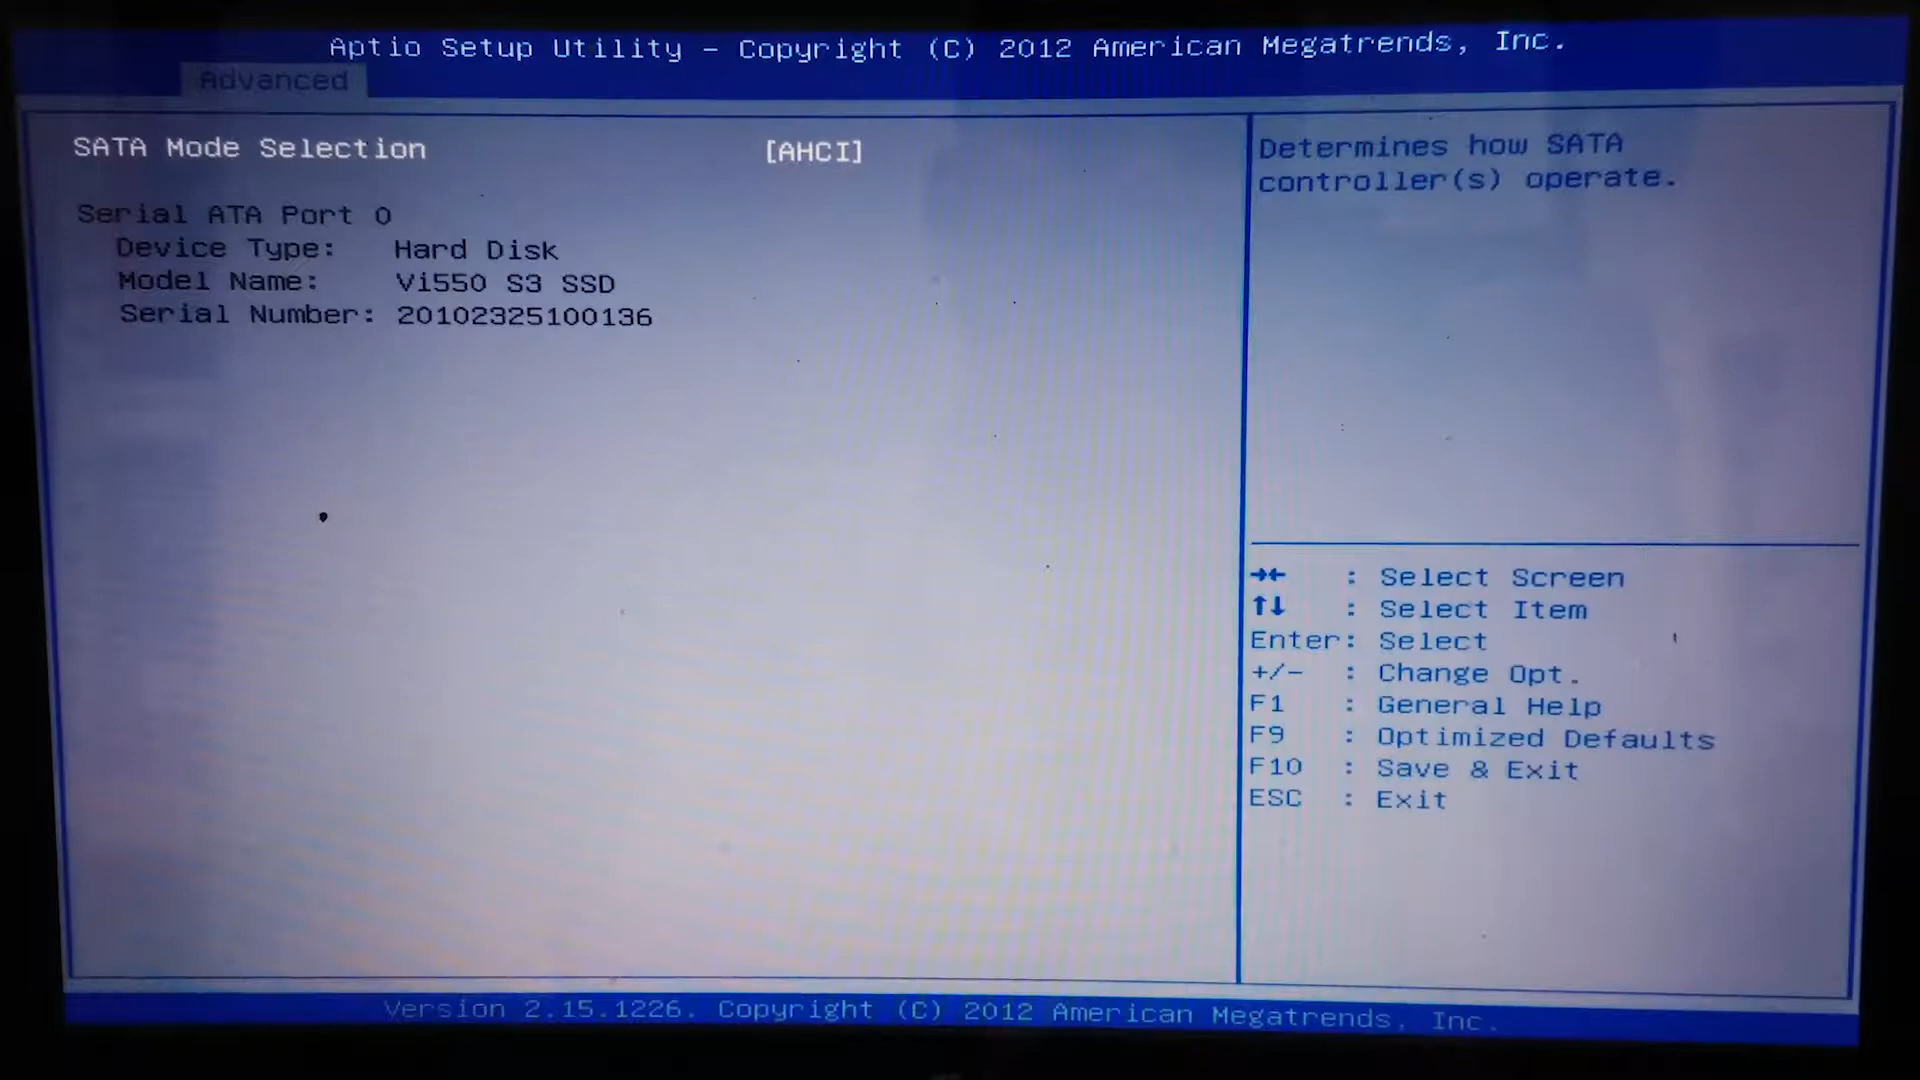 Aptio Setup Utility – Copyright (C) 2012 American Megatrends, Inc.
Advanced
SATA Mode Selection [AHCI]
Serial ATA Port 0
Device Type: Hard Disk
Model Name: Vi550 S3 SSD
Serial Number: 20102325100136
Determines how SATA
controller(s) operate.
→← : Select Screen
↑↓ : Select Item
Enter: Select
+/- : Change Opt.
F1 : General Help
F9 : Optimized Defaults
F10 : Save & Exit
ESC : Exit
Version 2.15.1226. Copyright (C) 2012 American Megatrends, Inc.